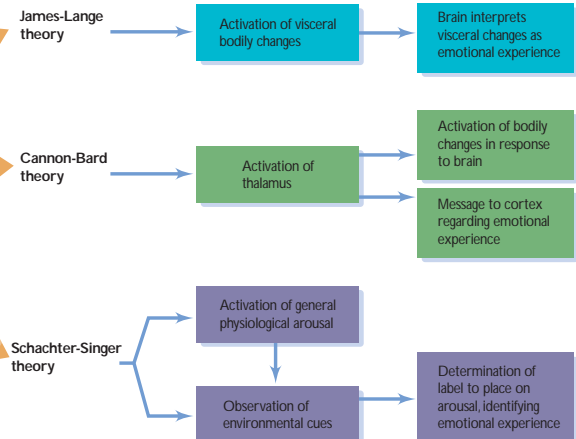 James-Lange
theory
Activation of visceral
bodily changes
Brain interprets
visceral changes as
emotional experience
Cannon-Bard
theory
Activation of
thalamus
Activation of bodily
changes in response
to brain
Message to cortex
regarding emotional
experience
Schachter-Singer
theory
Activation of general
physiological arousal
Observation of
environmental cues
Determination of
label to place on
arousal, identifying
emotional experience